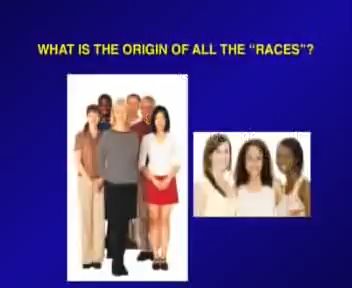 WHAT IS THE ORIGIN OF ALL THE “RACES”?